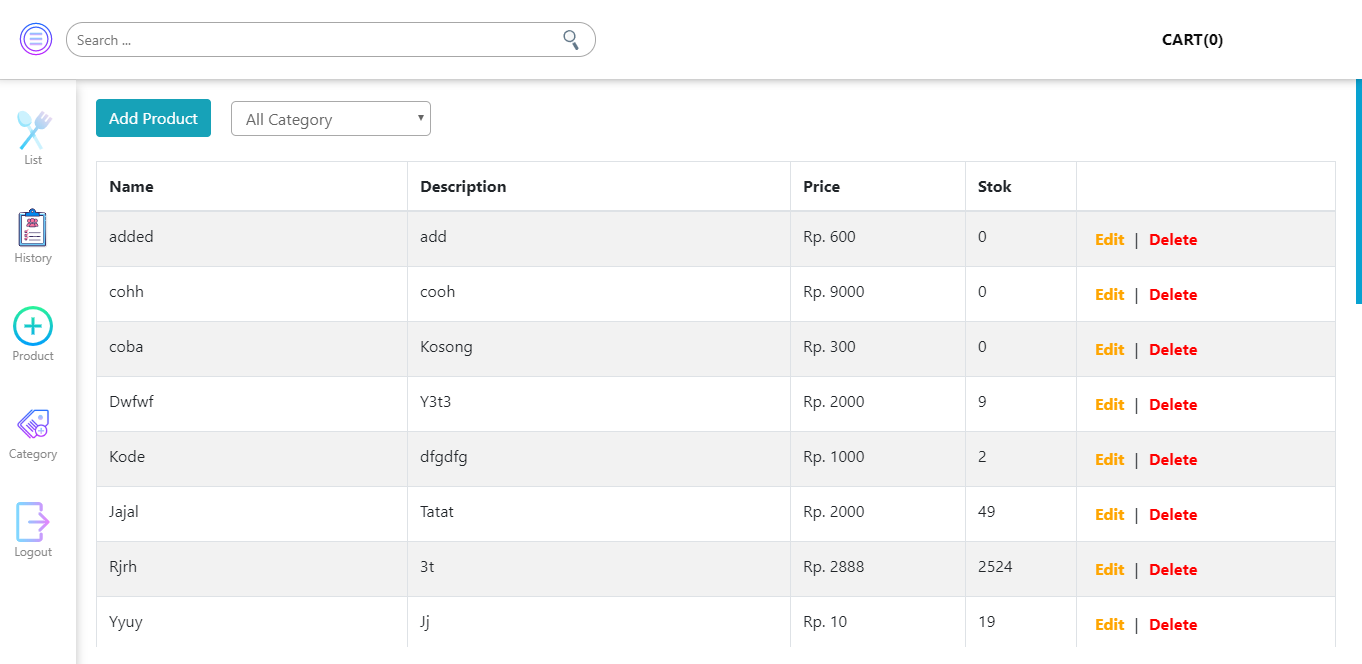 Search ...
CART(0)
List
History
Product
Category
Logout
Add Product
All Category
Name Description Price Stok
added add Rp. 600 0 Edit | Delete
cohh cooh Rp. 9000 0 Edit | Delete
coba Kosong Rp. 300 0 Edit | Delete
Dwfwf Y3t3 Rp. 2000 9 Edit | Delete
Kode dfgdfg Rp. 1000 2 Edit | Delete
Jajal Tatat Rp. 2000 49 Edit | Delete
Rjrh 3t Rp. 2888 2524 Edit | Delete
Yyuy Jj Rp. 10 19 Edit | Delete